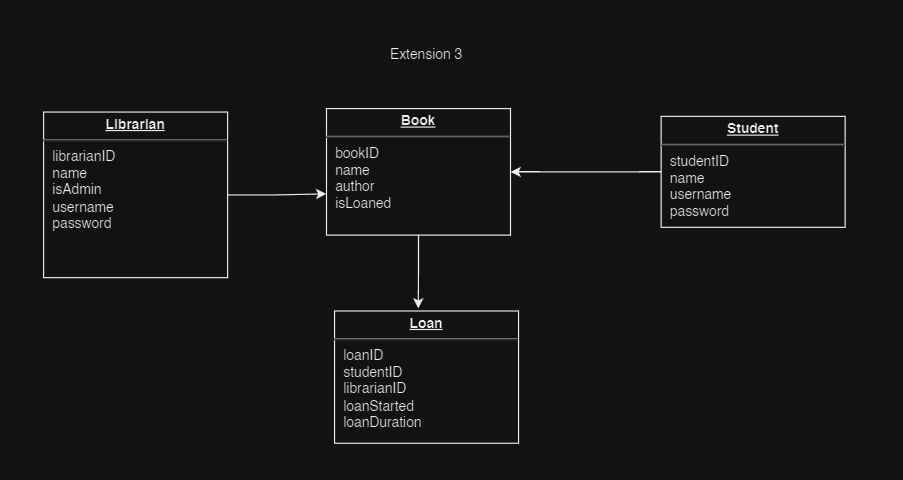 Extension 3
Librarian
librarianID
name
isAdmin
username
password
Book
bookID
name
author
isLoaned
Student
studentID
name
username
password
Loan
loanID
studentID
librarianID
loanStarted
loanDuration